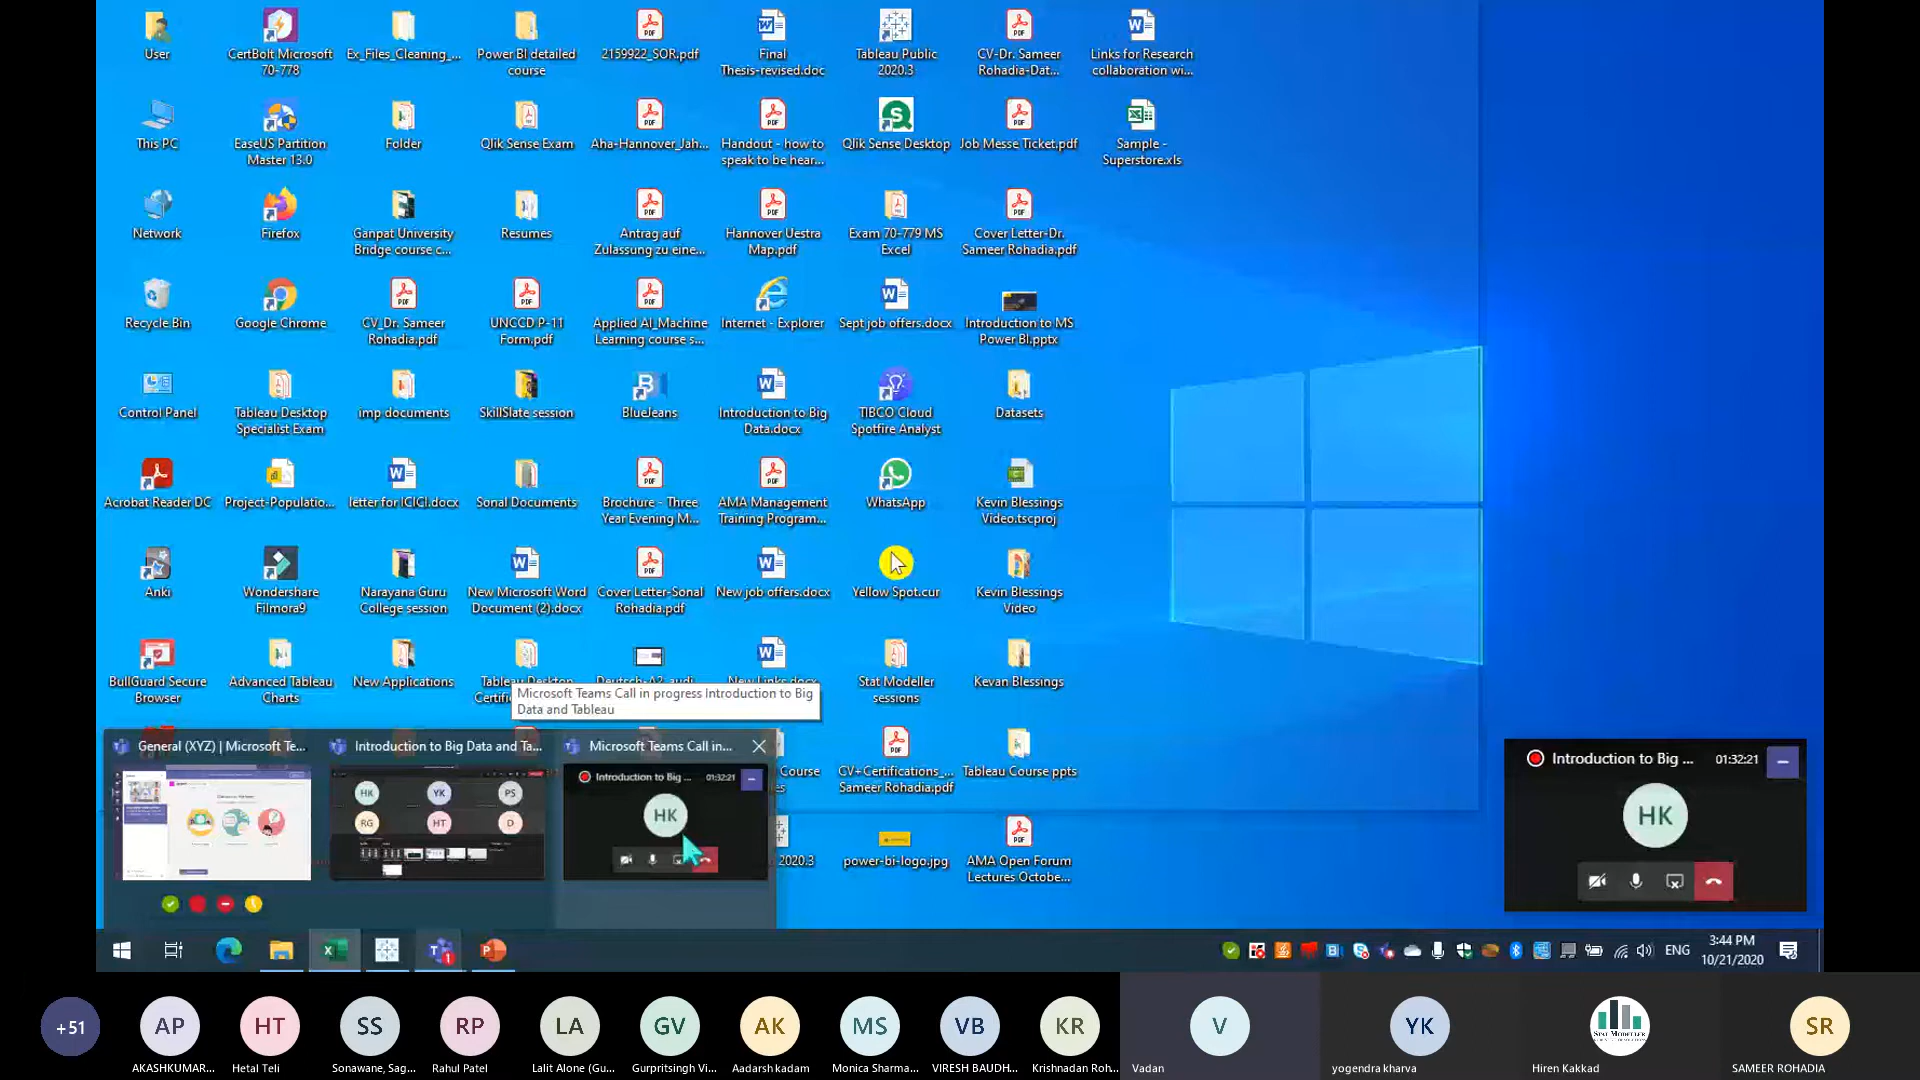 User
CertBolt Microsoft
70-778
Ex_Files_Cleaning_...
Power BI detailed
course
2159922_SOR.pdf
Final
Thesis-revised.doc
Tableau Public
2020.3
CV-Dr. Sameer
Rohadia-Dat...
Links for Research
collaboration wi...
This PC
EaseUS Partition
Master 13.0
Folder
Qlik Sense Exam
Aha-Hannover_Jah...
Handout - how to
speak to be hear...
Qlik Sense Desktop
Job Messe Ticket.pdf
Sample -
Superstore.xls
Network
Firefox
Ganpat University
Bridge course c...
Resumes
Antrag auf
Zulassung zu eine...
Hannover Uestra
Map.pdf
Exam 70-779 MS
Excel
Cover Letter-Dr.
Sameer Rohadia.pdf
Recycle Bin
Google Chrome
CV_Dr. Sameer
Rohadia.pdf
UNCCD P-11
Form.pdf
Applied AI_Machine
Learning course s...
Internet - Explorer
Sept job offers.docx
Introduction to MS
Power BI.pptx
Control Panel
Tableau Desktop
Specialist Exam
imp documents
SkillSlate session
BlueJeans
Introduction to Big
Data.docx
TIBCO Cloud
Spotfire Analyst
Datasets
Acrobat Reader DC
Project-Populatio...
letter for ICICI.docx
Sonal Documents
Brochure - Three
Year Evening M...
AMA Management
Training Program...
WhatsApp
Kevin Blessings
Video.tscproj
Anki
Wondershare
Filmora9
Narayana Guru
College session
New Microsoft Word
Document (2).docx
Cover Letter-Sonal
Rohadia.pdf
New job offers.docx
Yellow Spot.cur
Kevin Blessings
Video
BullGuard Secure
Browser
Advanced Tableau
Charts
New Applications
Tableau Desktop
Stat Modeller
sessions
Kevan Blessings
Microsoft Teams Call in progress Introduction to Big
Data and Tableau
General (XYZ) | Microsoft Te...
Introduction to Big Data and Ta...
Microsoft Teams Call in...
Course
CV+Certifications_...
Sameer Rohadia.pdf
Tableau Course ppts
HK
YK
PS
RG
HT
D
Introduction to Big ...
01:32:21
HK
2020.3
power-bi-logo.jpg
AMA Open Forum
Lectures Octobe...
Introduction to Big ...
01:32:21
HK
ENG
3:44 PM
10/21/2020
+51
AP
HT
SS
RP
LA
GV
AK
MS
VB
KR
V
YK
STAT MODELLER
SR
AKASHKUMAR...
Hetal Teli
Sonawane, Sag...
Rahul Patel
Lalit Alone (Gu...
Gurpritsingh Vi...
Aadarsh kadam
Monica Sharma...
VIRESH BAUDH...
Krishnadan Roh...
Vadan
yogendra kharva
Hiren Kakkad
SAMEER ROHADIA